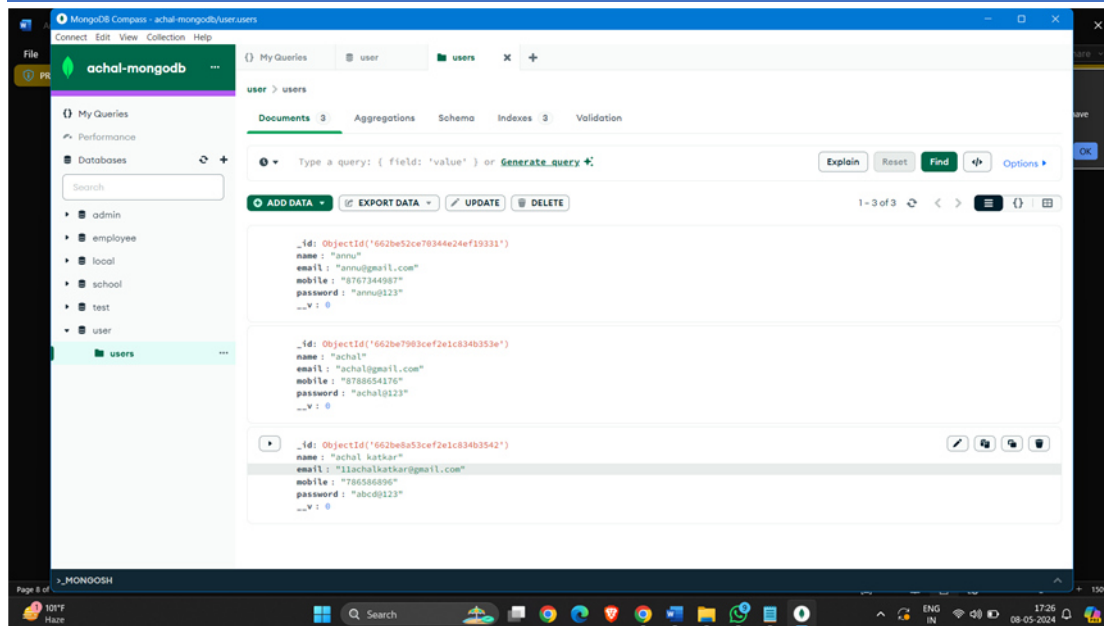 MongoDB Compass - achal-mongodb/user.users
Connect Edit View Collection Help
File
achal-mongodb ...
{} My Queries
user
users
user > users
Documents 3
Aggregations
Schema
Indexes 3
Validation
{} My Queries
Performance
Databases
Search
admin
employee
local
school
test
user
users
Type a query: { field: 'value' } or Generate query
Explain
Reset
Find
</>
Options
ADD DATA
EXPORT DATA
UPDATE
DELETE
1 – 3 of 3
{}
_id: ObjectId('662be52ce70344e24ef19331')
name : "annu"
email : "annu@gmail.com"
mobile : "8767344987"
password : "annu@123"
__v : 0
_id: ObjectId('662be7903cef2e1c834b353e')
name : "achal"
email : "achal@gmail.com"
mobile : "8788654176"
password : "achal@123"
__v : 0
_id: ObjectId('662be8a53cef2e1c834b3542')
name : "achal katkar"
email : "11achalkatkar@gmail.com"
mobile : "786586896"
password : "abcd@123"
__v : 0
OK
>_MONGOSH
Page 8 of
150
101°F
Haze
Search
ENG
IN
17:26
08-05-2024